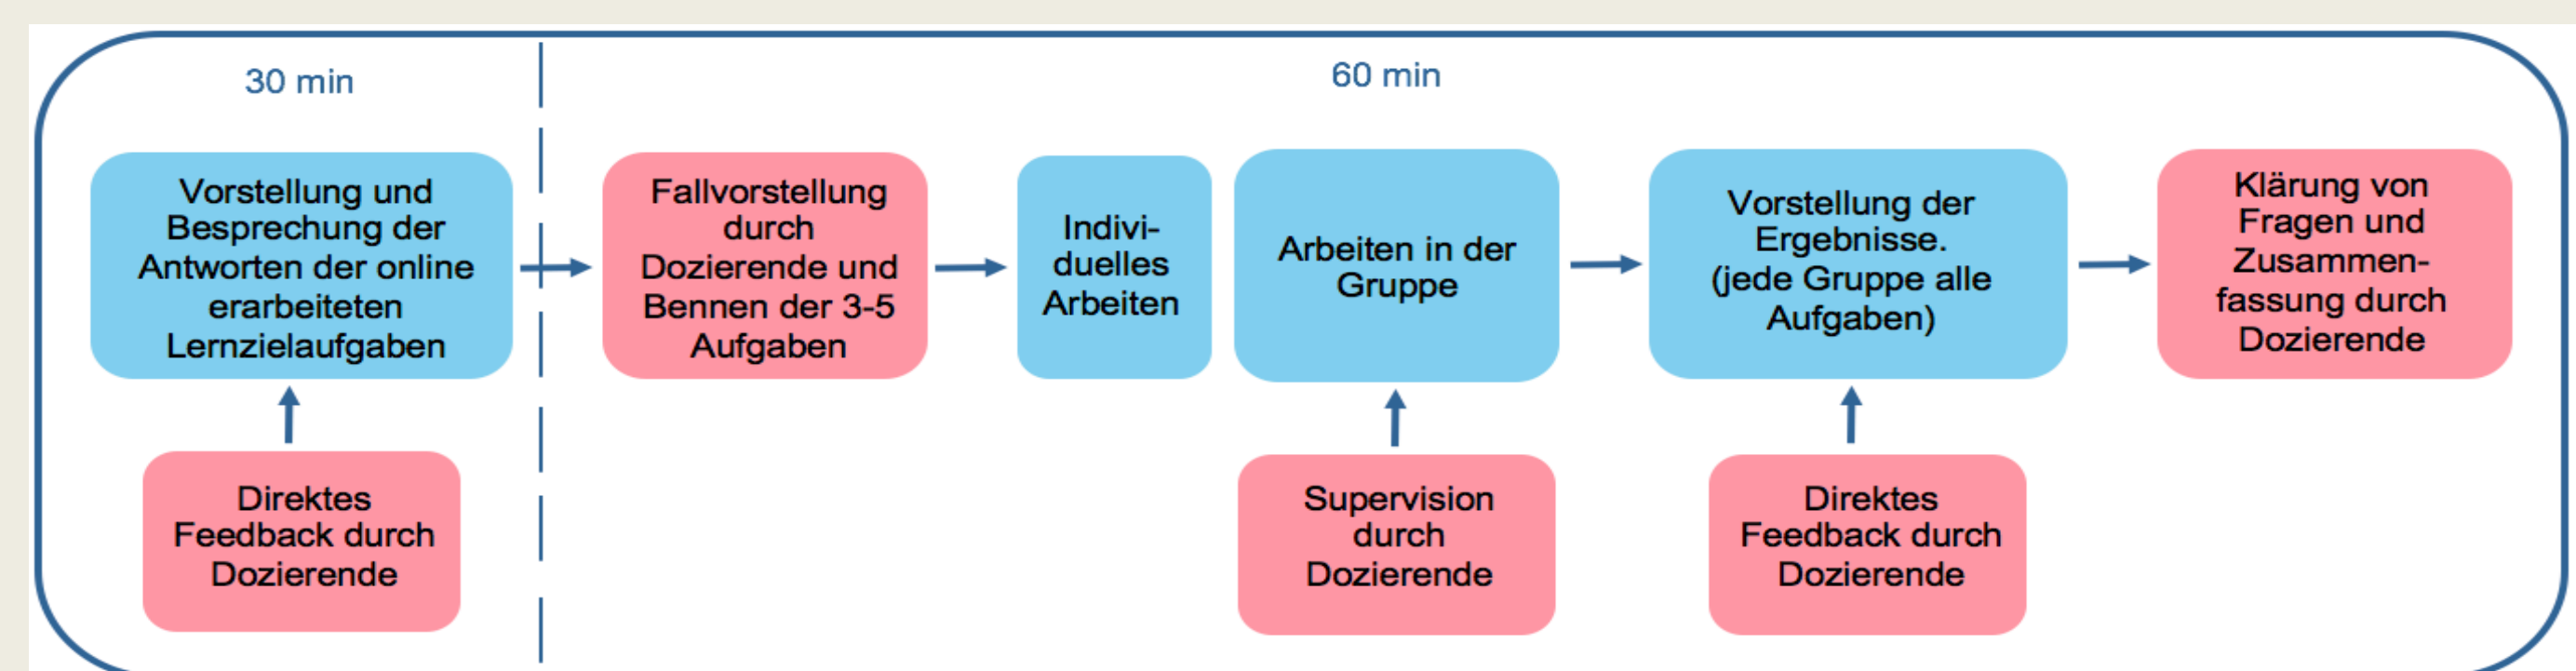 30 min
60 min
Vorstellung und
Besprechung der
Antworten der online
erarbeiteten
Lernzielaufgaben
Fallvorstellung
durch
Dozierende und
Bennen der 3-5
Aufgaben
Indivi-
duelles
Arbeiten
Arbeiten in der
Gruppe
Vorstellung der
Ergebnisse.
(jede Gruppe alle
Aufgaben)
Klärung von
Fragen und
Zusammen-
fassung durch
Dozierende
Direktes
Feedback durch
Dozierende
Supervision
durch
Dozierende
Direktes
Feedback durch
Dozierende